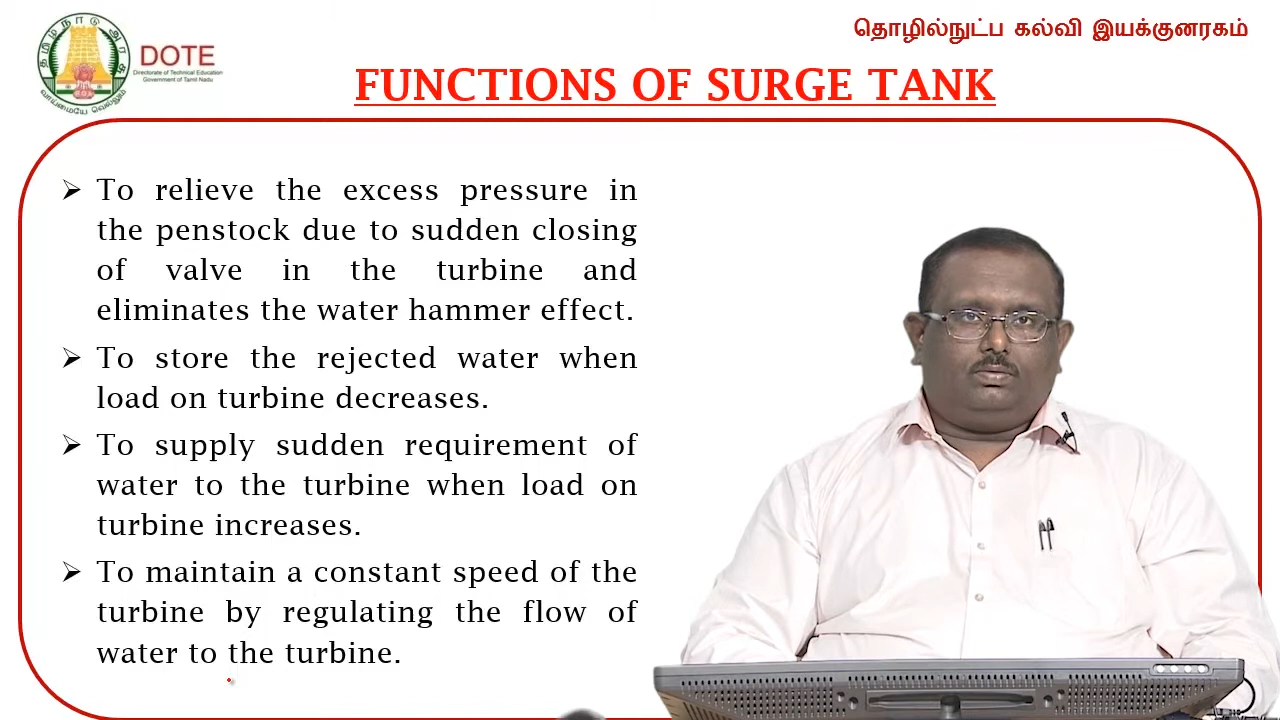 தொழில்நுட்ப கல்வி இயக்குனரகம்
தமிழ்நாடு அரசு
வாய்மையே வெல்லும்
DOTE
Directorate of Technical Education
Government of Tamil Nadu
FUNCTIONS OF SURGE TANK
➢ To relieve the excess pressure in
the penstock due to sudden closing
of valve in the turbine and
eliminates the water hammer effect.
➢ To store the rejected water when
load on turbine decreases.
➢ To supply sudden requirement of
water to the turbine when load on
turbine increases.
➢ To maintain a constant speed of the
turbine by regulating the flow of
water to the turbine.